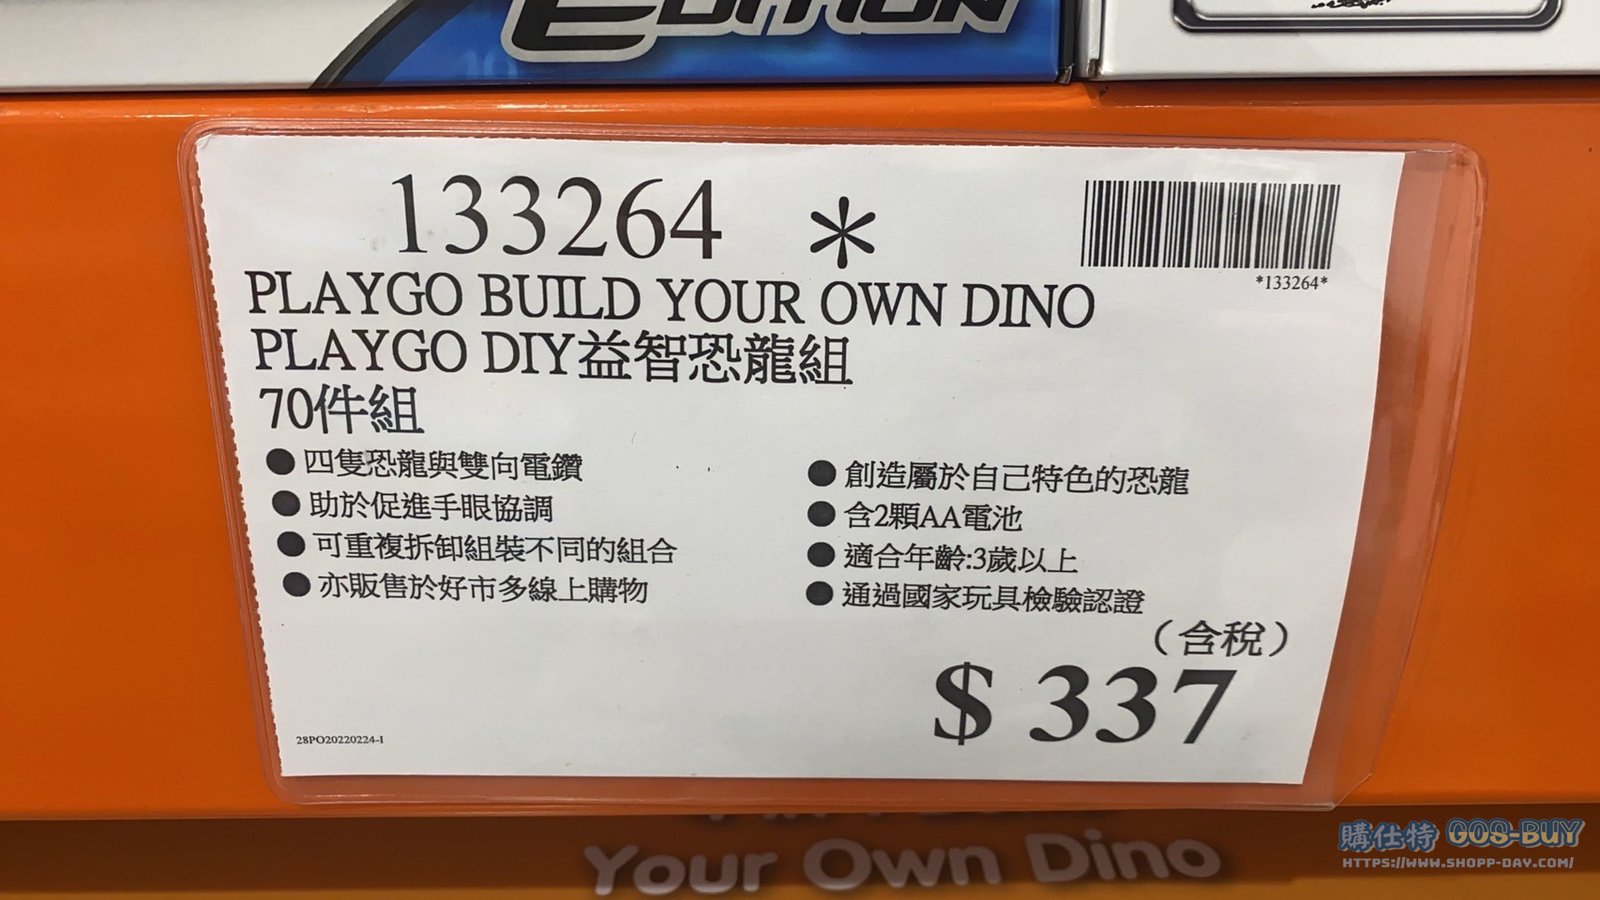 EDITION
133264 *
*133264*
PLAYGO BUILD YOUR OWN DINO
PLAYGO DIY益智恐龍組
70件組
●四隻恐龍與雙向電鑽
●助於促進手眼協調
●可重複拆卸組裝不同的組合
●亦販售於好市多線上購物
●創造屬於自己特色的恐龍
●含2顆AA電池
●適合年齡:3歲以上
●通過國家玩具檢驗認證
(含稅)
$ 337
28PO20220224-1
Your Own Dino
購仕特 GOS-BUY
HTTPS://WWW.SHOPP-DAY.COM/